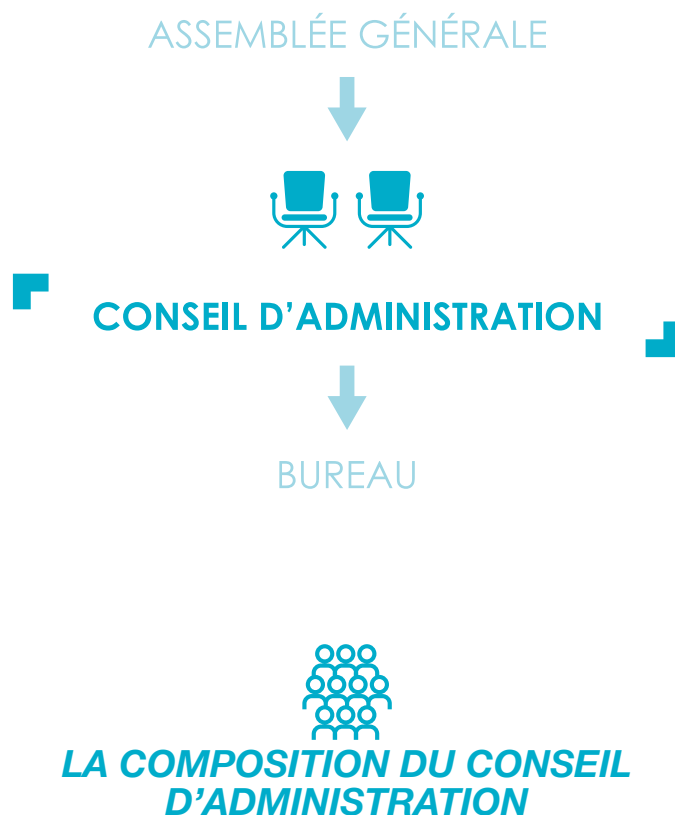 ASSEMBLÉE GÉNÉRALE
CONSEIL D’ADMINISTRATION
BUREAU
LA COMPOSITION DU CONSEIL
D’ADMINISTRATION